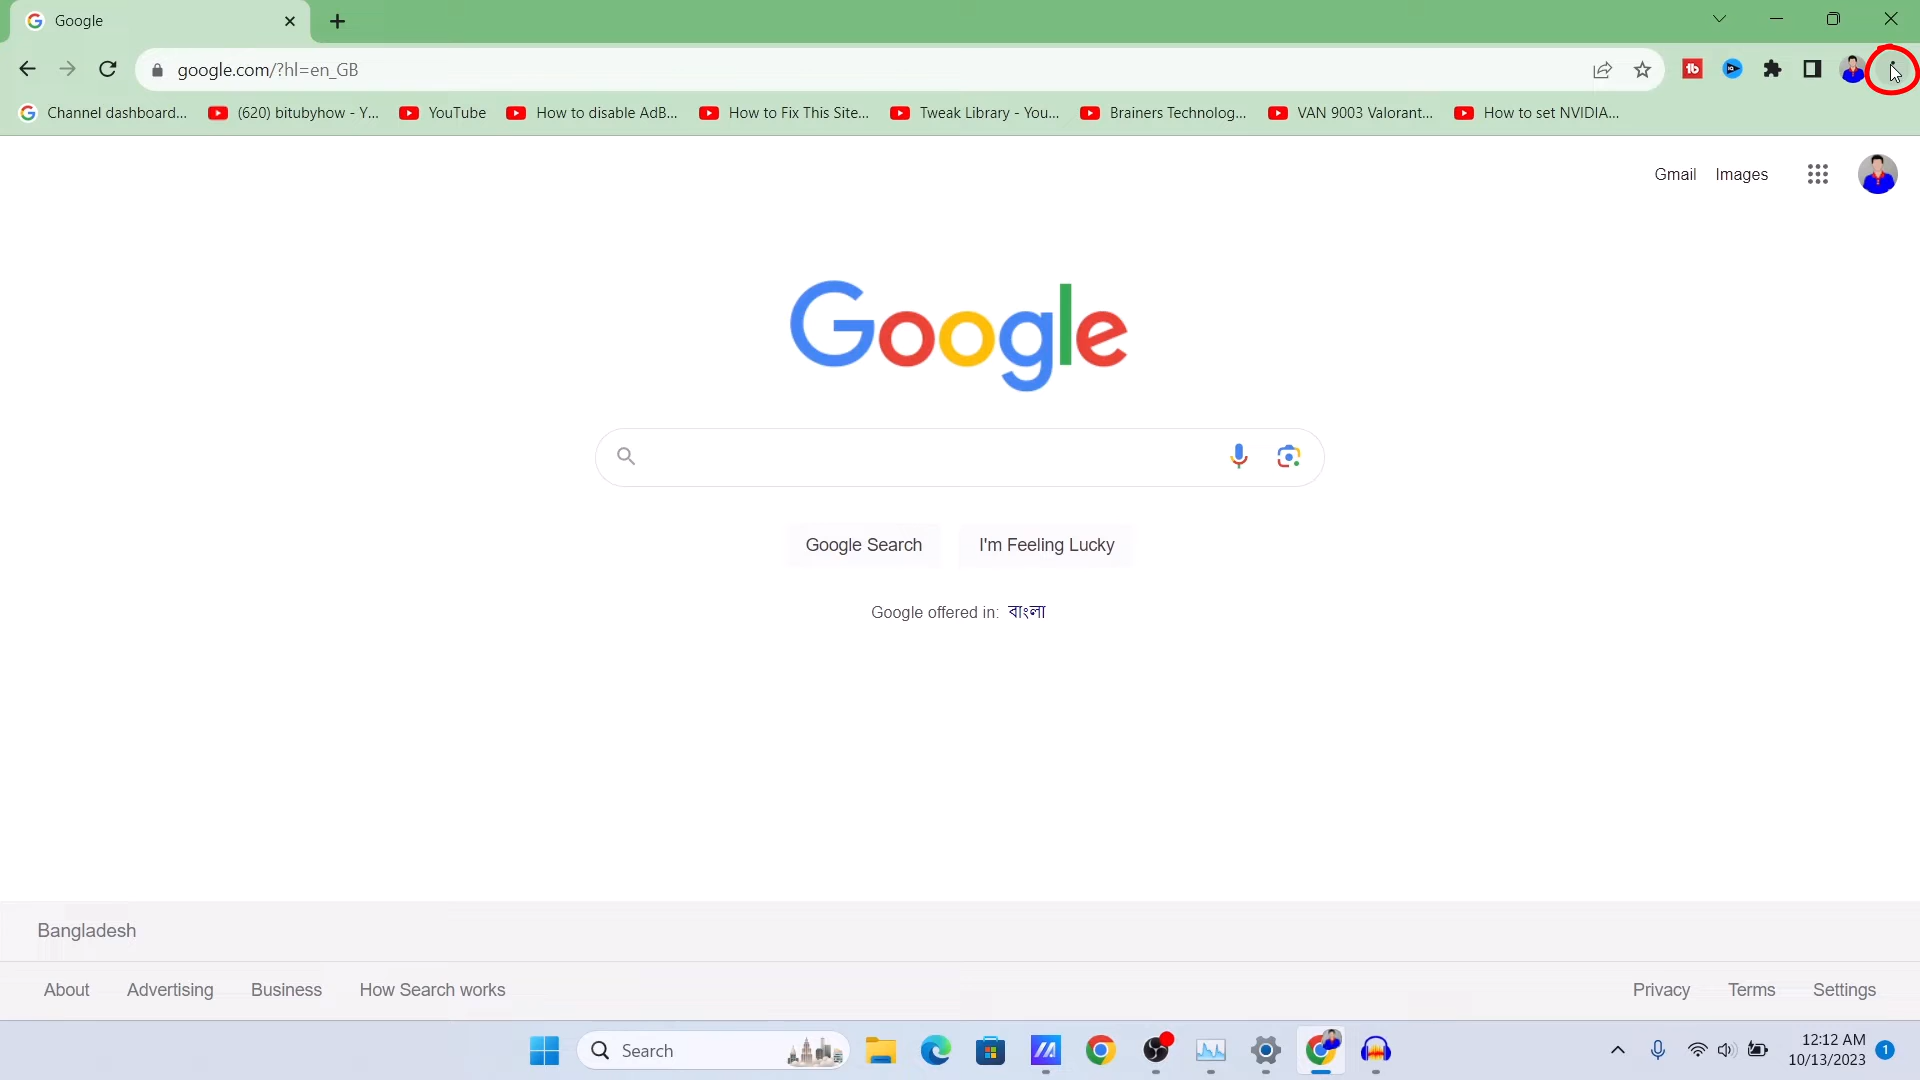 Google
google.com/?hl=en_GB
Channel dashboard... (620) bitubyhow - Y... YouTube How to disable AdB... How to Fix This Site... Tweak Library - You... Brainers Technolog... VAN 9003 Valorant... How to set NVIDIA...
Gmail Images
Google
Google Search I'm Feeling Lucky
Google offered in: বাংলা
Bangladesh
About Advertising Business How Search works Privacy Terms Settings
Search
12:12 AM
10/13/2023
1